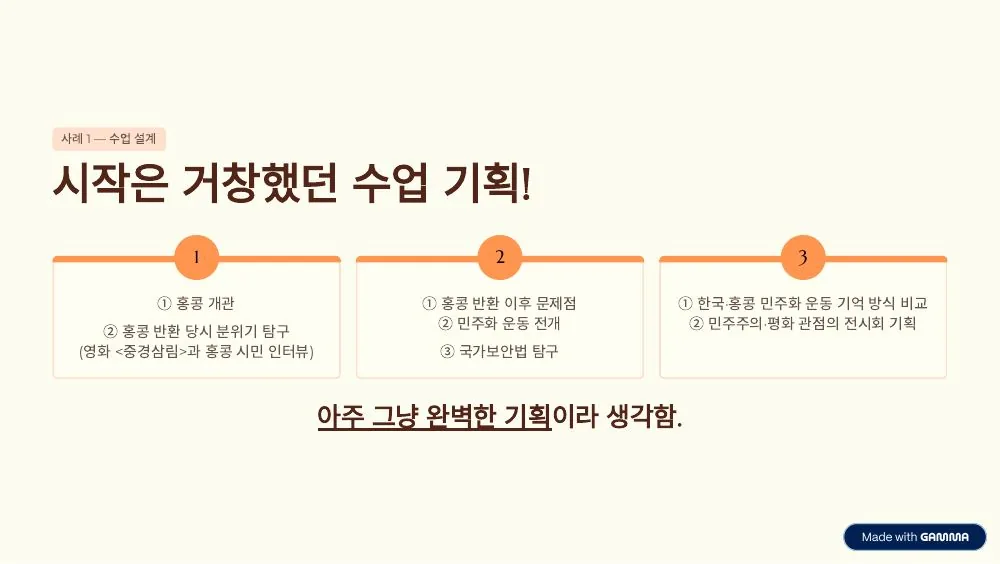 사례 1 — 수업 설계
시작은 거창했던 수업 기획!
1
① 홍콩 개관
② 홍콩 반환 당시 분위기 탐구
(영화 <중경삼림>과 홍콩 시민 인터뷰)
2
① 홍콩 반환 이후 문제점
② 민주화 운동 전개
③ 국가보안법 탐구
3
① 한국·홍콩 민주화 운동 기억 방식 비교
② 민주주의·평화 관점의 전시회 기획
아주 그냥 완벽한 기획이라 생각함.
Made with GAMMA